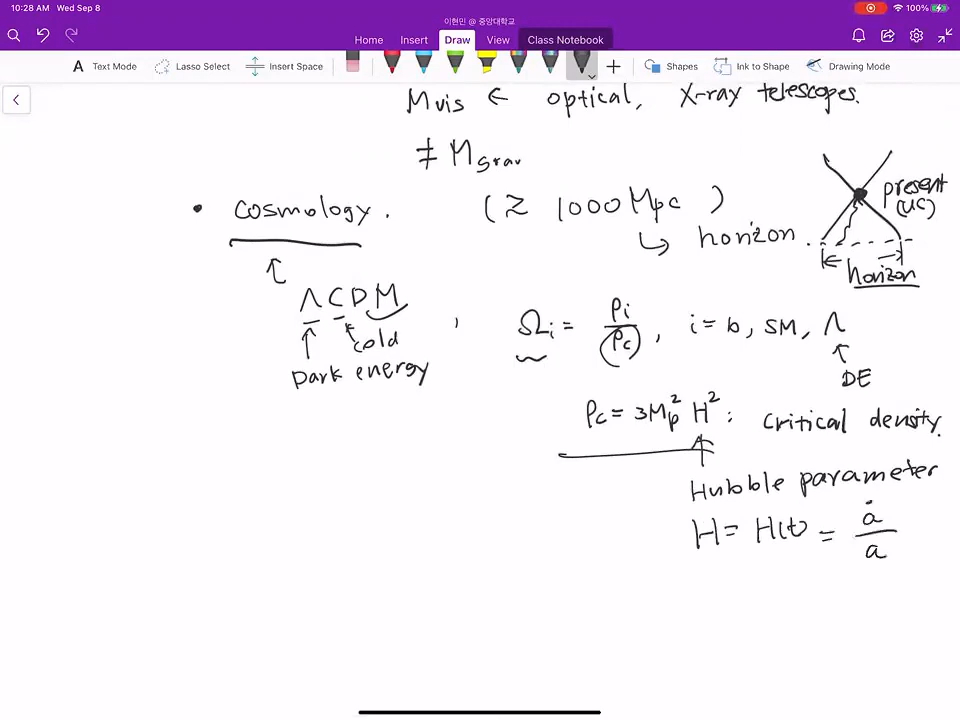 10:28 AM Wed Sep 8
100%
이현민 @ 중앙대학교
Home Insert Draw View Class Notebook
Text Mode Lasso Select Insert Space Shapes Ink to Shape Drawing Mode
Mvis ← optical, X-ray telescopes.
≠ Mgrav
• cosmology. (≳ 1000 Mpc)
↳ horizon.
present
(us)
horizon
ΛCDM, Ωi = ρi/ρc, i = b, SM, Λ
cold
Dark energy
DE
ρc = 3Mp² H² : critical density.
Hubble parameter
H = H(t) = ȧ/a